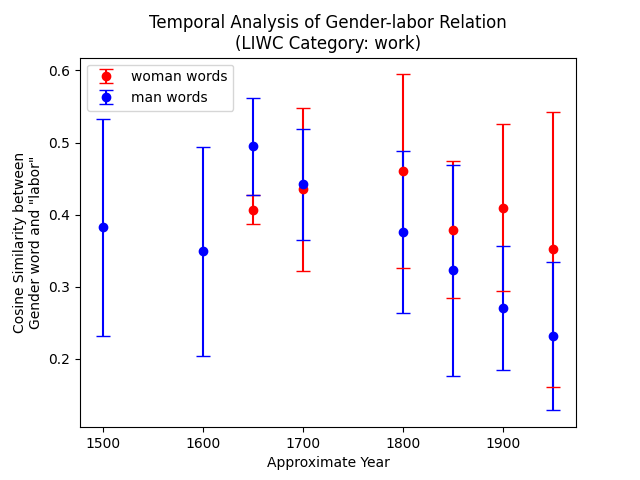 Temporal Analysis of Gender-labor Relation
(LIWC Category: work)
woman words
man words
Cosine Similarity between
Gender word and "labor"
0.6
0.5
0.4
0.3
0.2
1500
1600
1700
1800
1900
Approximate Year